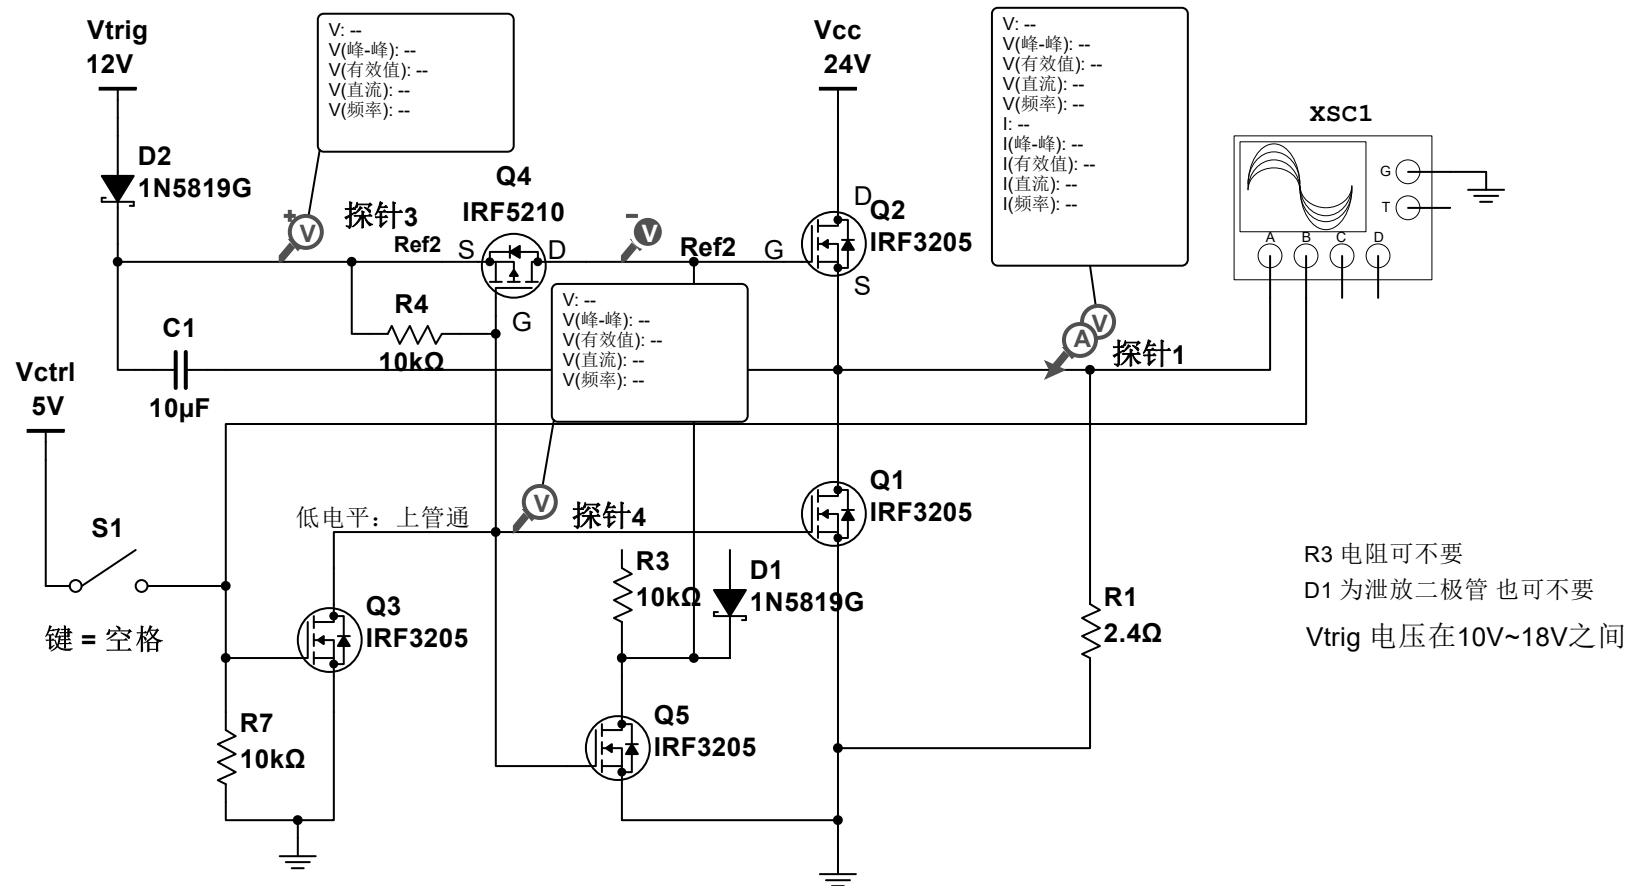 Vtrig
12V
D2
1N5819G
V: --
V(峰-峰): --
V(有效值): --
V(直流): --
V(频率): --
探针3
Ref2
S
Q4
IRF5210
D
G
Ref2
G
Vcc
24V
D
Q2
IRF3205
S
V: --
V(峰-峰): --
V(有效值): --
V(直流): --
V(频率): --
I: --
I(峰-峰): --
I(有效值): --
I(直流): --
I(频率): --
探针1
XSC1
G
T
A
B
C
D
R4
10kΩ
C1
10μF
V: --
V(峰-峰): --
V(有效值): --
V(直流): --
V(频率): --
Vctrl
5V
S1
键 = 空格
低电平：上管通
探针4
Q1
IRF3205
Q3
IRF3205
R3
10kΩ
D1
1N5819G
R7
10kΩ
Q5
IRF3205
R1
2.4Ω
R3 电阻可不要
D1 为泄放二极管 也可不要
Vtrig 电压在10V~18V之间
+
V
−
V
A
V
V